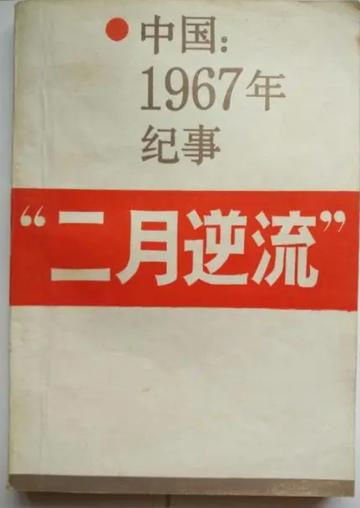 中国：
1967年
纪事
“二月逆流”